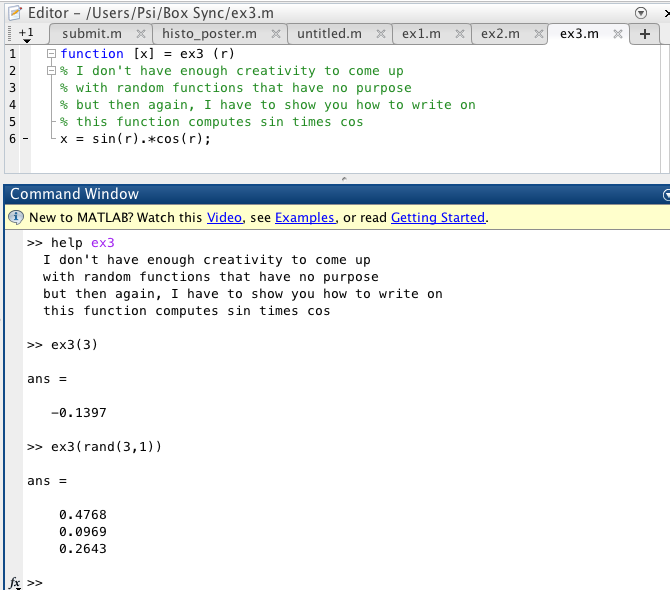 Editor - /Users/Psi/Box Sync/ex3.m
+1 submit.m histo_poster.m untitled.m ex1.m ex2.m ex3.m +
1 function [x] = ex3 (r)
2 % I don't have enough creativity to come up
3 % with random functions that have no purpose
4 % but then again, I have to show you how to write on
5 % this function computes sin times cos
6 - x = sin(r).*cos(r);
Command Window
New to MATLAB? Watch this Video, see Examples, or read Getting Started.
>> help ex3
I don't have enough creativity to come up
with random functions that have no purpose
but then again, I have to show you how to write on
this function computes sin times cos
>> ex3(3)
ans =
-0.1397
>> ex3(rand(3,1))
ans =
0.4768
0.0969
0.2643
fx >>